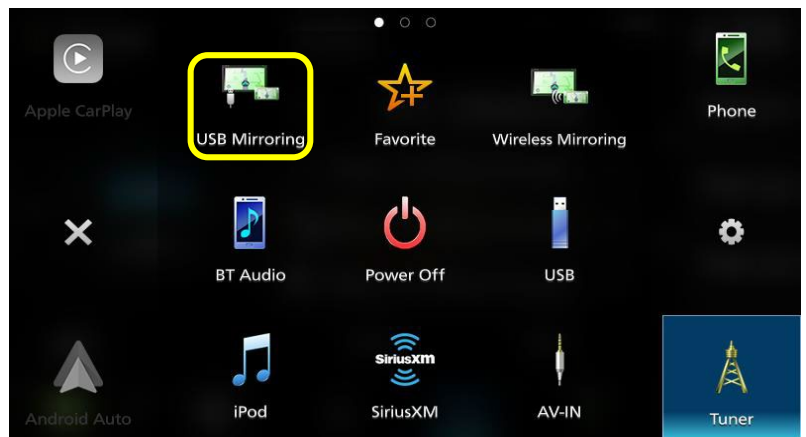 Apple CarPlay
USB Mirroring
Favorite
Wireless Mirroring
Phone
BT Audio
Power Off
USB
Android Auto
iPod
SiriusXM
SiriusXM
AV-IN
Tuner